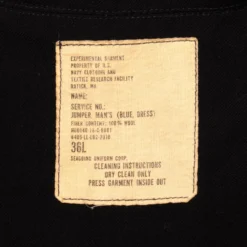 EXPERIMENTAL GARMENT
PROPERTY OF U.S.
NAVY CLOTHING AND
TEXTILE RESEARCH FACILITY
NATICK, MA
NAME:
SERVICE NO.:
JUMPER, MAN'S (BLUE, DRESS)
FIBER CONTENT: 100% WOOL
36L
SEAGOING UNIFORM CORP.
CLEANING INSTRUCTIONS
DRY CLEAN ONLY
PRESS GARMENT INSIDE OUT